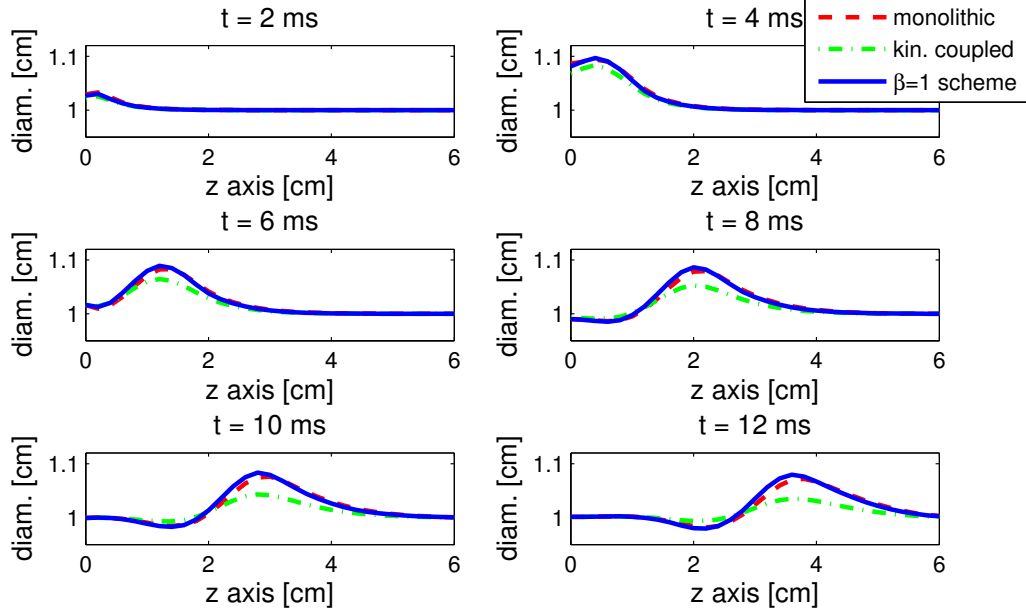 t = 2 ms
diam. [cm]
1.1
1
0 2 4 6
z axis [cm]
t = 4 ms
diam. [cm]
1.1
1
0 2 4 6
z axis [cm]
monolithic
kin. coupled
β=1 scheme
t = 6 ms
diam. [cm]
1.1
1
0 2 4 6
z axis [cm]
t = 8 ms
diam. [cm]
1.1
1
0 2 4 6
z axis [cm]
t = 10 ms
diam. [cm]
1.1
1
0 2 4 6
z axis [cm]
t = 12 ms
diam. [cm]
1.1
1
0 2 4 6
z axis [cm]